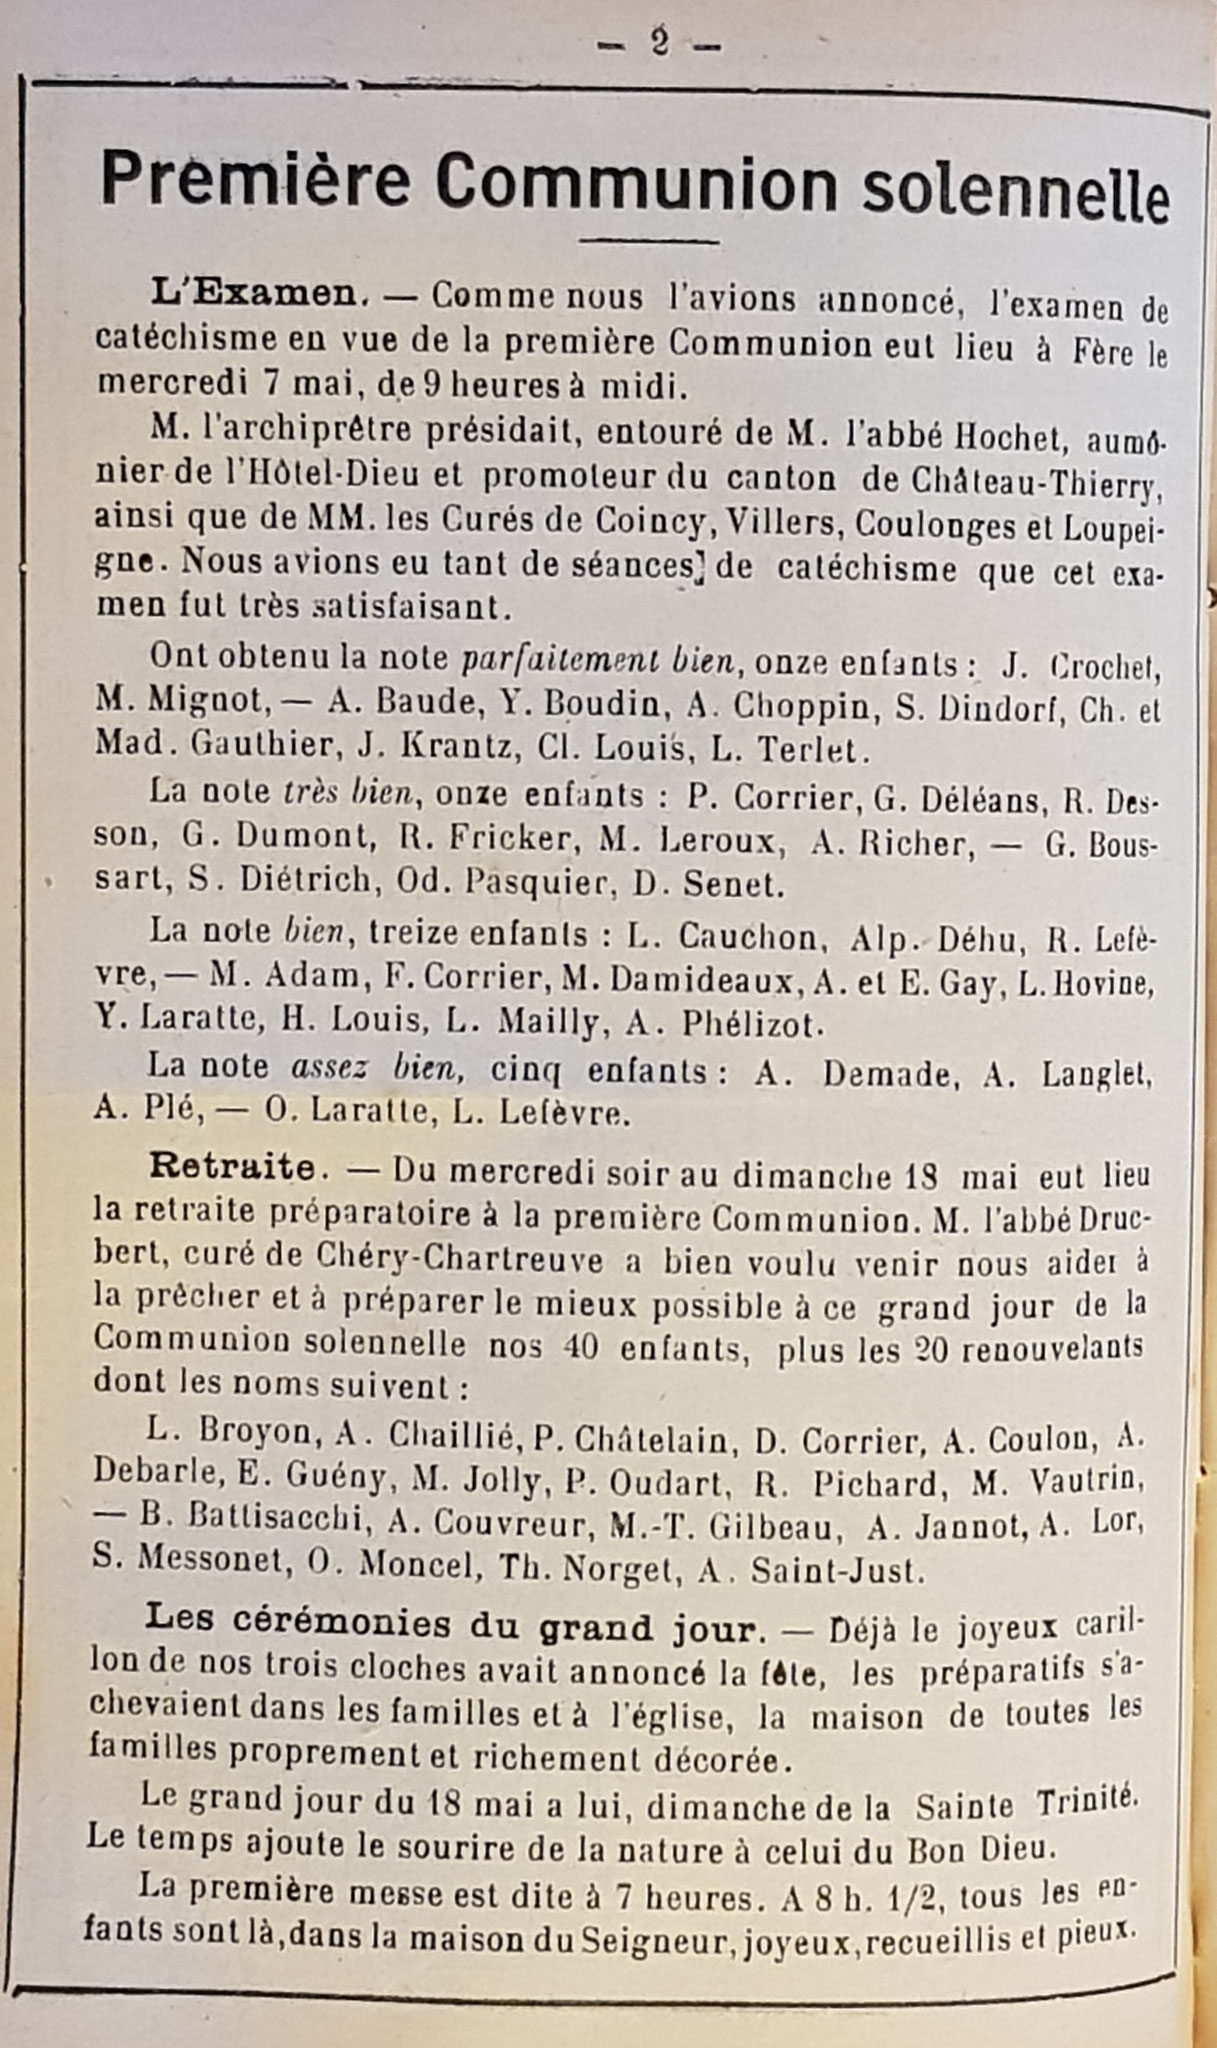 — 2 —
Première Communion solennelle
L'Examen. — Comme nous l'avions annoncé, l'examen de
catéchisme en vue de la première Communion eut lieu à Fère le
mercredi 7 mai, de 9 heures à midi.
M. l'archiprêtre présidait, entouré de M. l'abbé Hochet, aumô-
nier de l'Hôtel-Dieu et promoteur du canton de Château-Thierry,
ainsi que de MM. les Curés de Coincy, Villers, Coulonges et Loupei-
gne. Nous avions eu tant de séances] de catéchisme que cet exa-
men fut très satisfaisant.
Ont obtenu la note parfaitement bien, onze enfants : J. Crochet,
M. Mignot, — A. Baude, Y. Boudin, A. Choppin, S. Dindorf, Ch. et
Mad. Gauthier, J. Krantz, Cl. Louis, L. Terlet.
La note très bien, onze enfants : P. Corrier, G. Déléans, R. Des-
son, G. Dumont, R. Fricker, M. Leroux, A. Richer, — G. Bous-
sart, S. Diétrich, Od. Pasquier, D. Senet.
La note bien, treize enfants : L. Cauchon, Alp. Déhu, R. Lefè-
vre, — M. Adam, F. Corrier, M. Damideaux, A. et E. Gay, L. Hovine,
Y. Laratte, H. Louis, L. Mailly, A. Phélizot.
La note assez bien, cinq enfants : A. Demade, A. Langlet,
A. Plé, — O. Laratte, L. Lefèvre.
Retraite. — Du mercredi soir au dimanche 18 mai eut lieu
la retraite préparatoire à la première Communion. M. l'abbé Druc-
bert, curé de Chéry-Chartreuve a bien voulu venir nous aider à
la prêcher et à préparer le mieux possible à ce grand jour de la
Communion solennelle nos 40 enfants, plus les 20 renouvelants
dont les noms suivent :
L. Broyon, A. Chaillié, P. Châtelain, D. Corrier, A. Coulon, A.
Debarle, E. Guény, M. Jolly, P. Oudart, R. Pichard, M. Vautrin,
— B. Battisacchi, A. Couvreur, M.-T. Gilbeau, A. Jannot, A. Lor,
S. Messonet, O. Moncel, Th. Norget, A. Saint-Just.
Les cérémonies du grand jour. — Déjà le joyeux caril-
lon de nos trois cloches avait annoncé la fête, les préparatifs s'a-
chevaient dans les familles et à l'église, la maison de toutes les
familles proprement et richement décorée.
Le grand jour du 18 mai a lui, dimanche de la Sainte Trinité.
Le temps ajoute le sourire de la nature à celui du Bon Dieu.
La première messe est dite à 7 heures. A 8 h. 1/2, tous les en-
fants sont là, dans la maison du Seigneur, joyeux, recueillis et pieux.